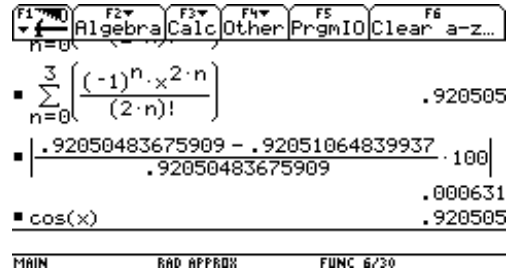 F1 F2 F3 F4 F5 F6
Algebra Calc Other PrgmIO Clear a-z…
n=0 (2·n)!
3
∑ ((-1)^n·x^(2·n) / (2·n)!)
n=0
.920505
|(.92050483675909 - .92051064839937) / .92050483675909 ·100|
.000631
cos(x) .920505
MAIN RAD APPROX FUNC 6/30